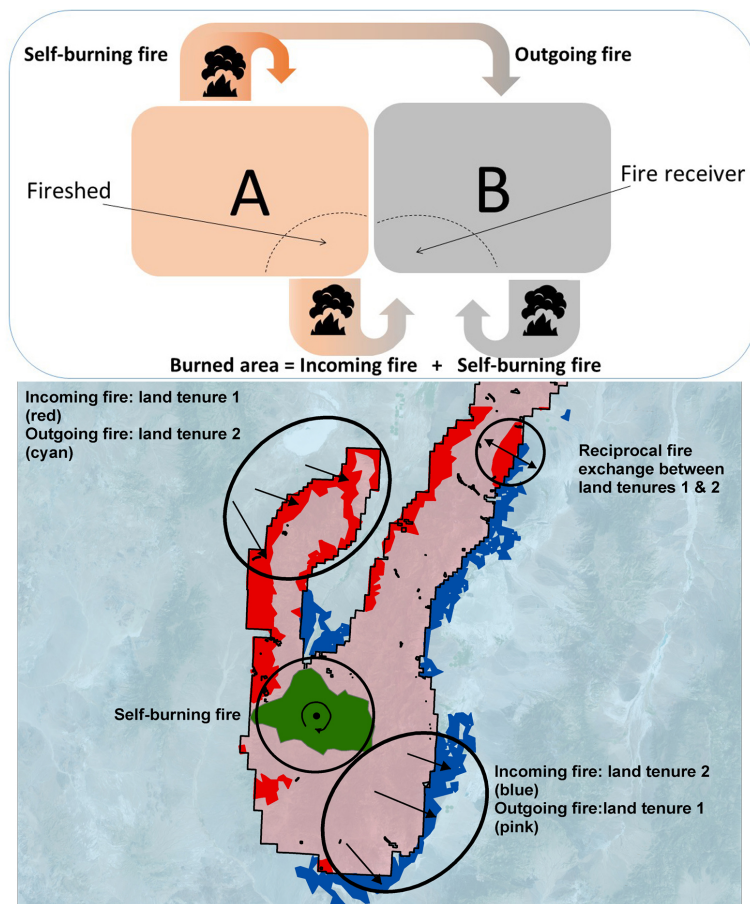 Self-burning fire
Outgoing fire
A
B
Fireshed
Fire receiver
Burned area = Incoming fire + Self-burning fire
Incoming fire: land tenure 1
(red)
Outgoing fire: land tenure 2
(cyan)
Reciprocal fire
exchange between
land tenures 1 & 2
Self-burning fire
Incoming fire: land tenure 2
(blue)
Outgoing fire:land tenure 1
(pink)